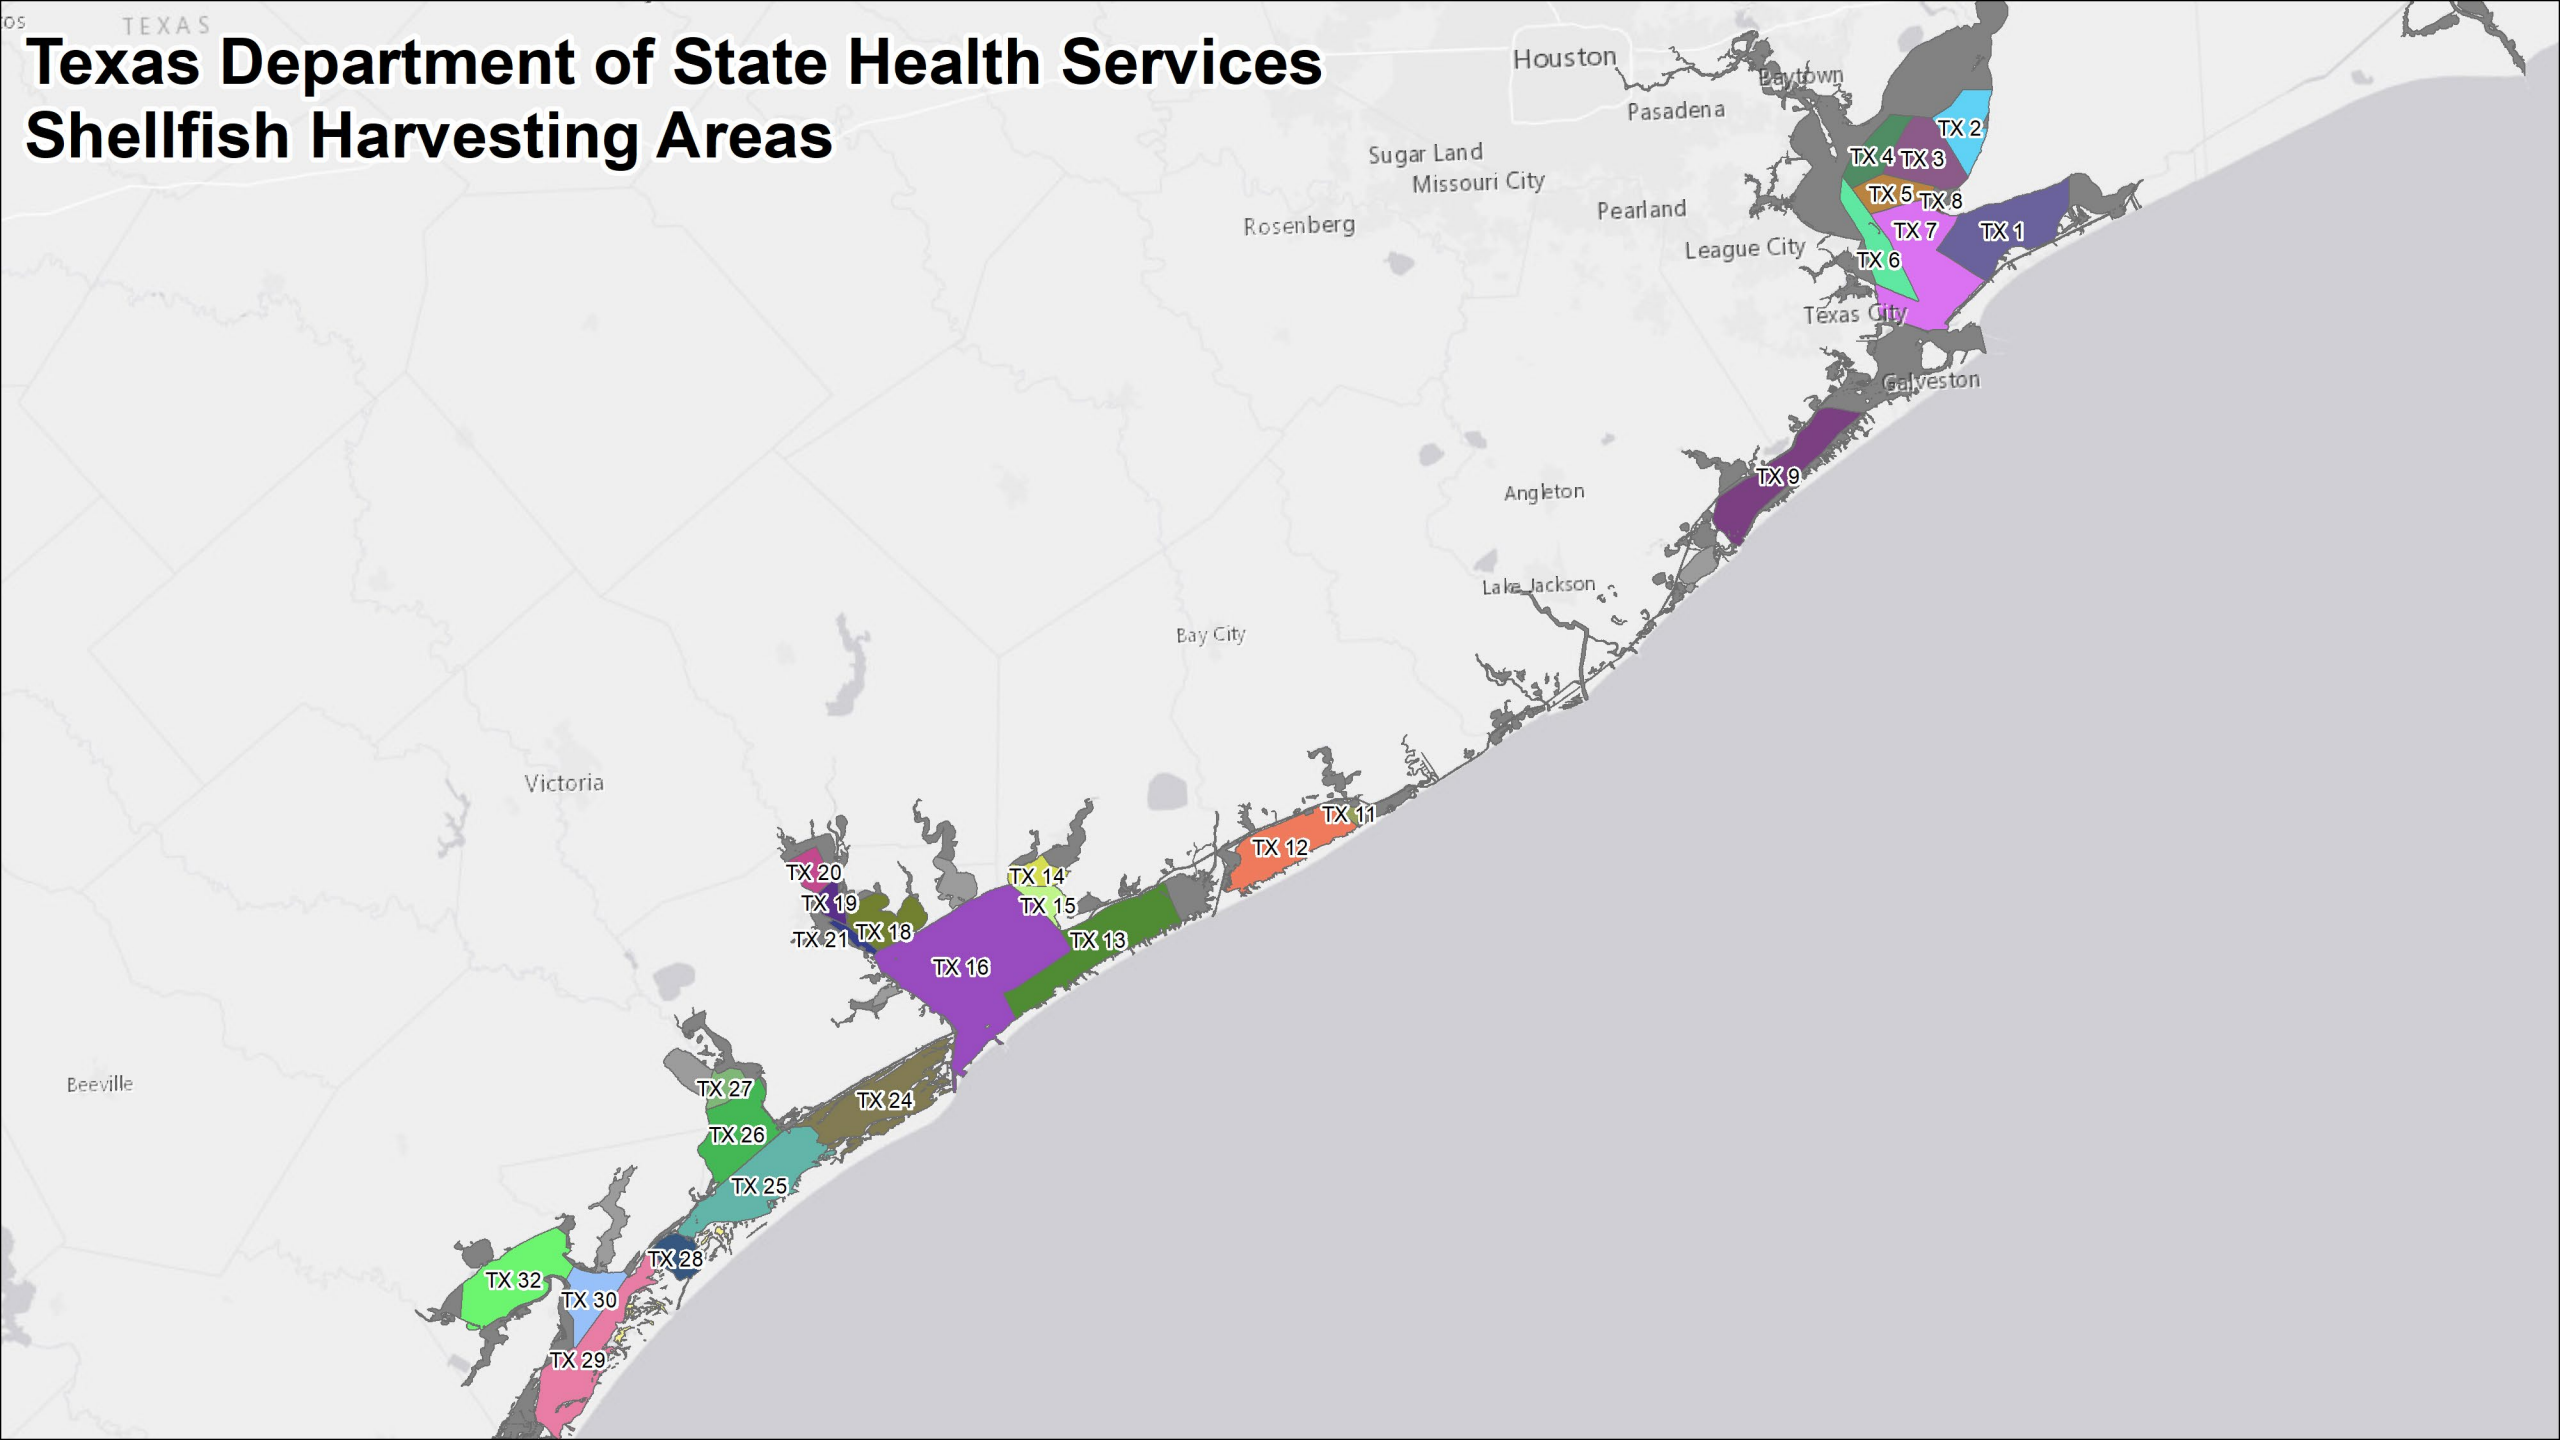 TEXAS
Texas Department of State Health Services
Shellfish Harvesting Areas
Houston
Baytown
Pasadena
Sugar Land
Missouri City
Rosenberg
Pearland
League City
Texas City
Galveston
TX 2
TX 4
TX 3
TX 5
TX 8
TX 7
TX 1
TX 6
TX 9
Angleton
Lake Jackson
Bay City
Victoria
TX 11
TX 12
TX 20
TX 14
TX 19
TX 15
TX 18
TX 21
TX 13
TX 16
Beeville
TX 27
TX 24
TX 26
TX 25
TX 28
TX 32
TX 30
TX 29